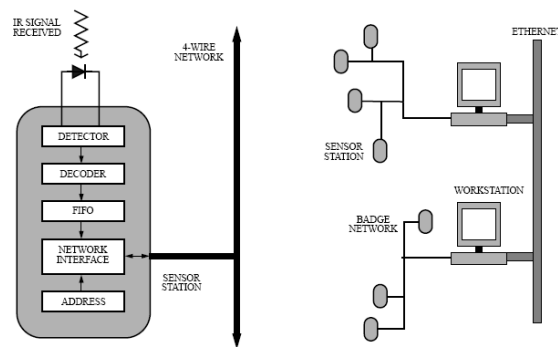 IR SIGNAL
RECEIVED
4-WIRE
NETWORK
DETECTOR
DECODER
FIFO
NETWORK
INTERFACE
ADDRESS
SENSOR
STATION
ETHERNET
SENSOR
STATION
WORKSTATION
BADGE
NETWORK